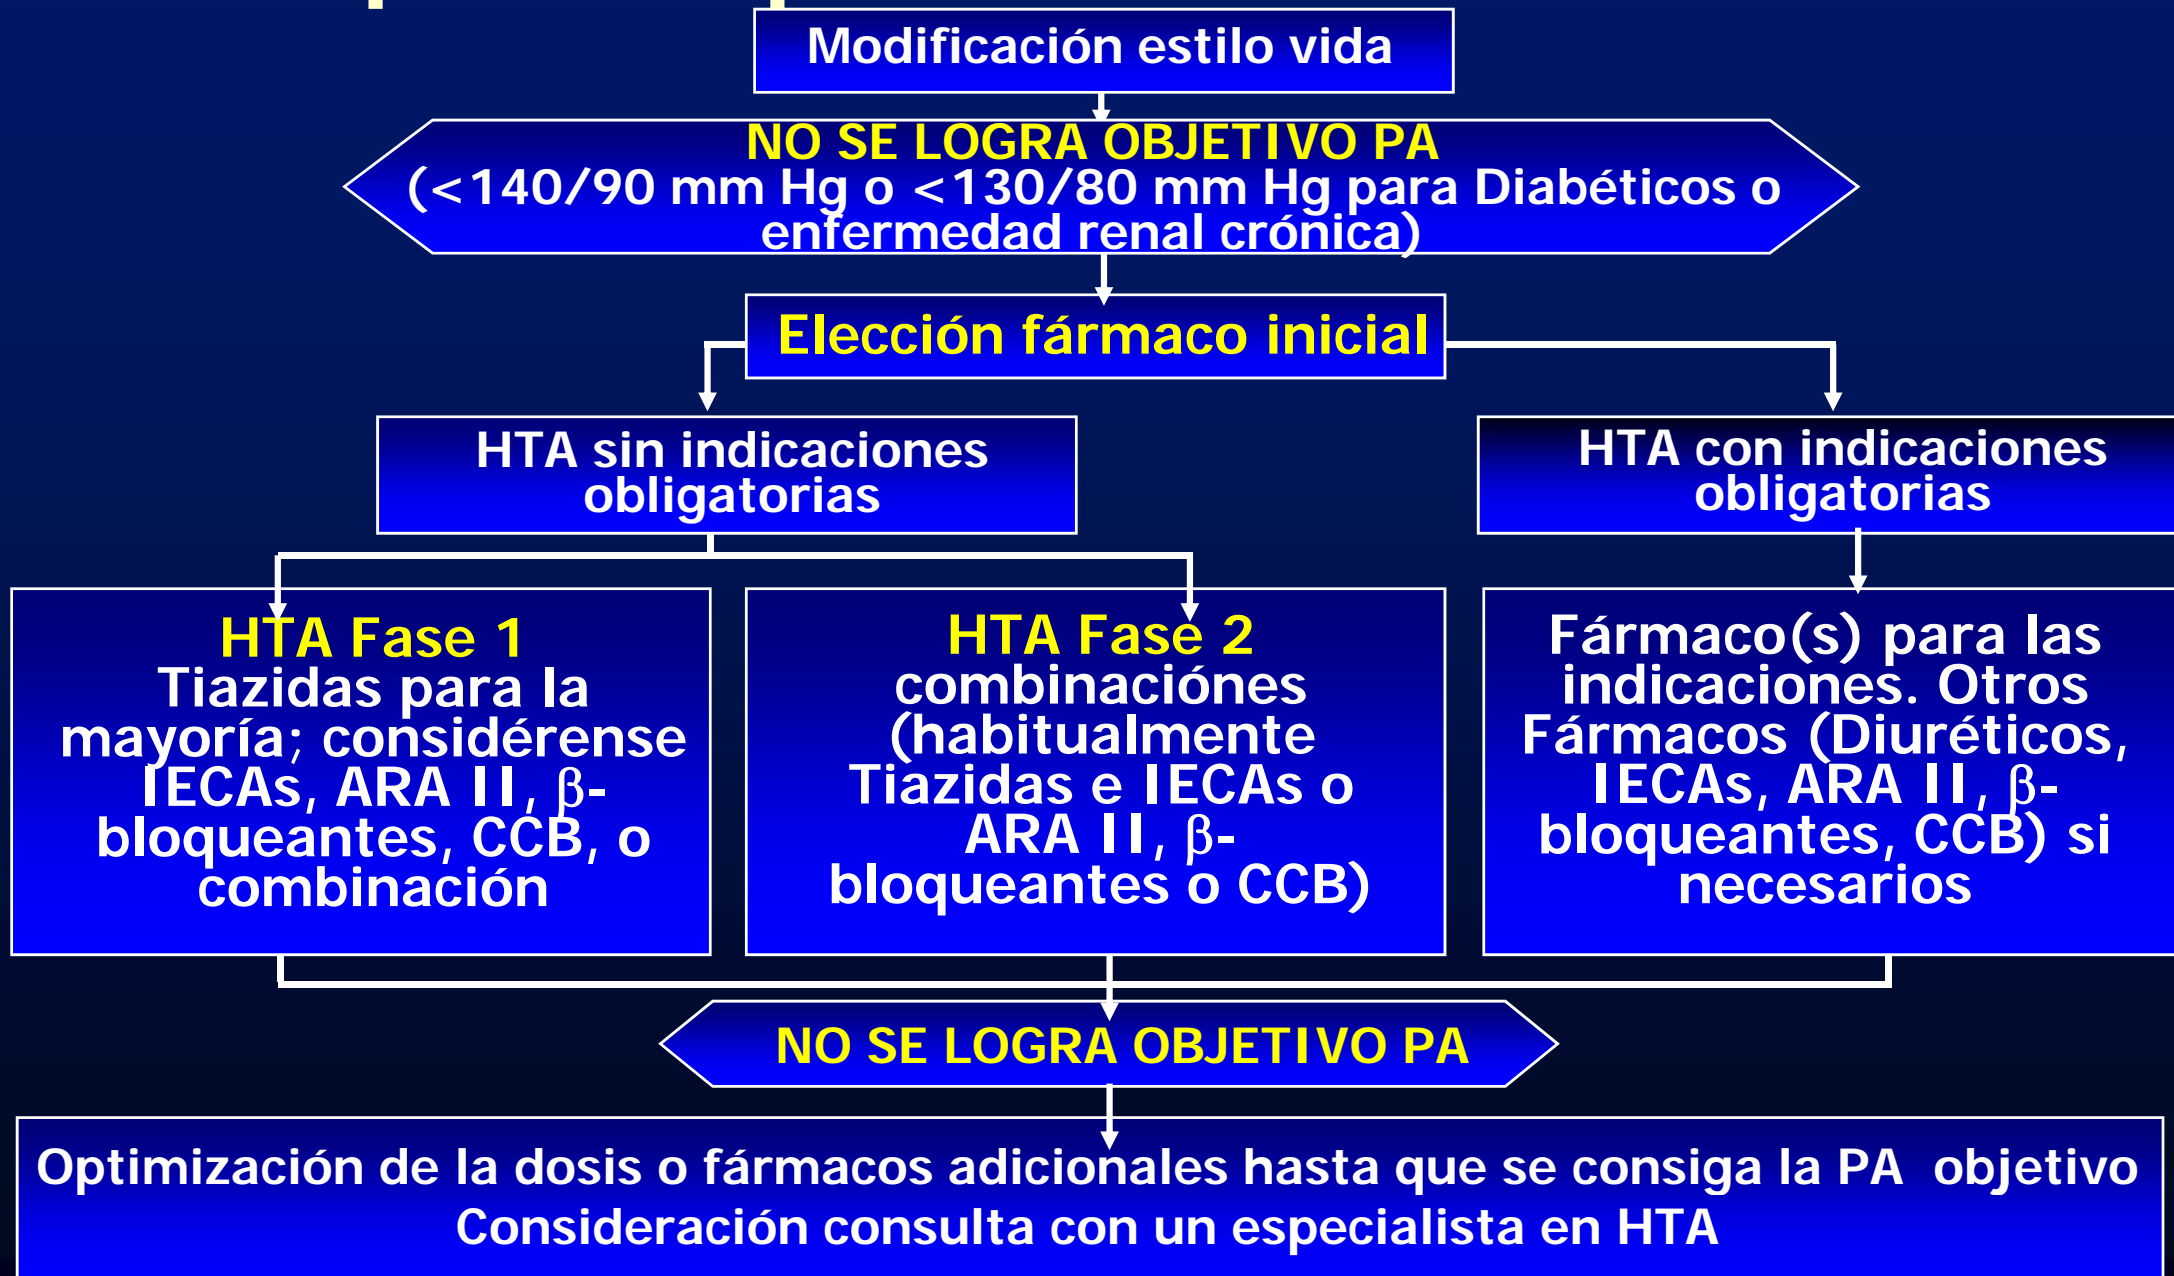 Modificación estilo vida
NO SE LOGRA OBJETIVO PA
(<140/90 mm Hg o <130/80 mm Hg para Diabéticos o
enfermedad renal crónica)
Elección fármaco inicial
HTA sin indicaciones
obligatorias
HTA con indicaciones
obligatorias
HTA Fase 1
Tiazidas para la
mayoría; considérense
IECAs, ARA II, β-
bloqueantes, CCB, o
combinación
HTA Fase 2
combinaciónes
(habitualmente
Tiazidas e IECAs o
ARA II, β-
bloqueantes o CCB)
Fármaco(s) para las
indicaciones. Otros
Fármacos (Diuréticos,
IECAs, ARA II, β-
bloqueantes, CCB) si
necesarios
NO SE LOGRA OBJETIVO PA
Optimización de la dosis o fármacos adicionales hasta que se consiga la PA objetivo
Consideración consulta con un especialista en HTA